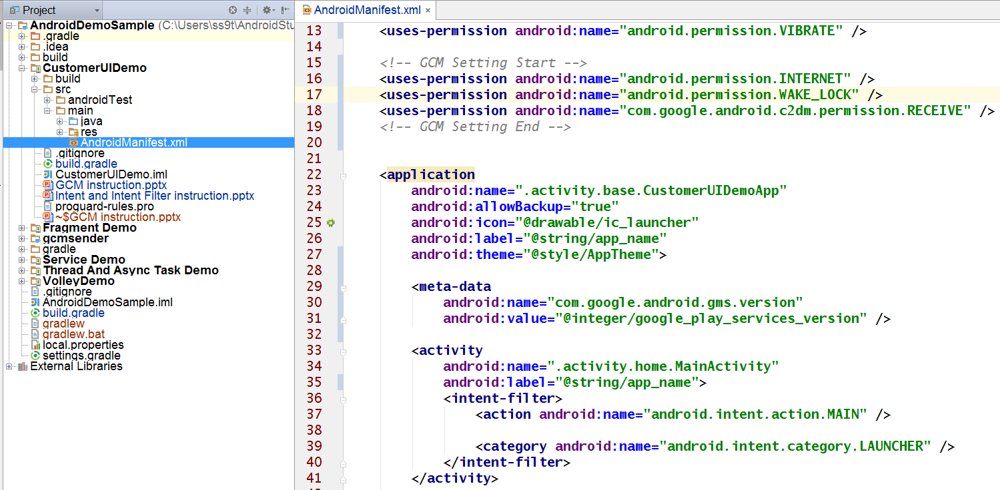 Project
AndroidDemoSample (C:\Users\ss9t\AndroidStu
.gradle
.idea
build
CustomerUIDemo
build
src
androidTest
main
java
res
AndroidManifest.xml
.gitignore
build.gradle
CustomerUIDemo.iml
GCM instruction.pptx
Intent and Intent Filter instruction.pptx
proguard-rules.pro
~$GCM instruction.pptx
Fragment Demo
gcmsender
gradle
Service Demo
Thread And Async Task Demo
VolleyDemo
.gitignore
AndroidDemoSample.iml
build.gradle
gradlew
gradlew.bat
local.properties
settings.gradle
External Libraries
AndroidManifest.xml ×
13 <uses-permission android:name="android.permission.VIBRATE" />
14
15 <!-- GCM Setting Start -->
16 <uses-permission android:name="android.permission.INTERNET" />
17 <uses-permission android:name="android.permission.WAKE_LOCK" />
18 <uses-permission android:name="com.google.android.c2dm.permission.RECEIVE" />
19 <!-- GCM Setting End -->
20
21
22 <application
23 android:name=".activity.base.CustomerUIDemoApp"
24 android:allowBackup="true"
25 android:icon="@drawable/ic_launcher"
26 android:label="@string/app_name"
27 android:theme="@style/AppTheme">
28
29 <meta-data
30 android:name="com.google.android.gms.version"
31 android:value="@integer/google_play_services_version" />
32
33 <activity
34 android:name=".activity.home.MainActivity"
35 android:label="@string/app_name">
36 <intent-filter>
37 <action android:name="android.intent.action.MAIN" />
38
39 <category android:name="android.intent.category.LAUNCHER" />
40 </intent-filter>
41 </activity>